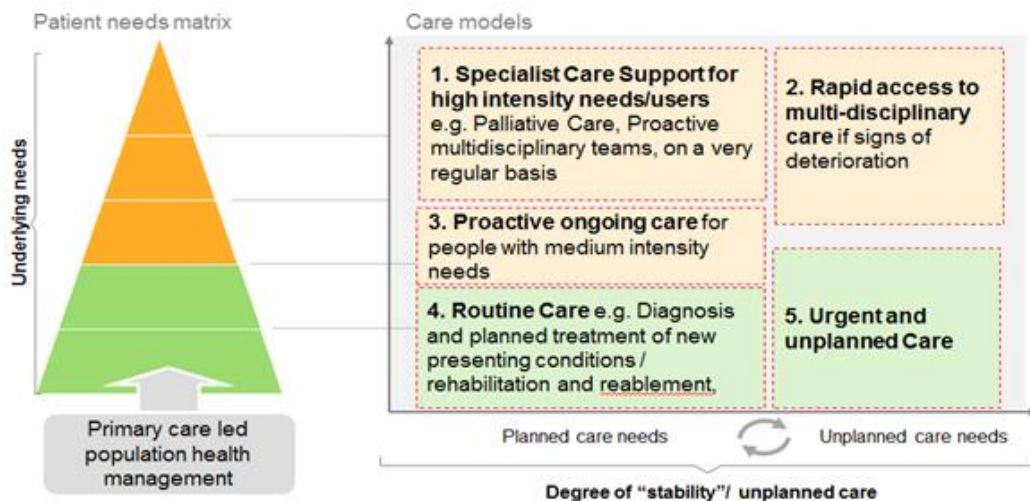 Patient needs matrix
Underlying needs
Primary care led
population health
management
Care models
1. Specialist Care Support for
high intensity needs/users
e.g. Palliative Care, Proactive
multidisciplinary teams, on a very
regular basis
2. Rapid access to
multi-disciplinary
care if signs of
deterioration
3. Proactive ongoing care for
people with medium intensity
needs
4. Routine Care e.g. Diagnosis
and planned treatment of new
presenting conditions /
rehabilitation and reablement,
5. Urgent and
unplanned Care
Planned care needs
Unplanned care needs
Degree of “stability”/ unplanned care